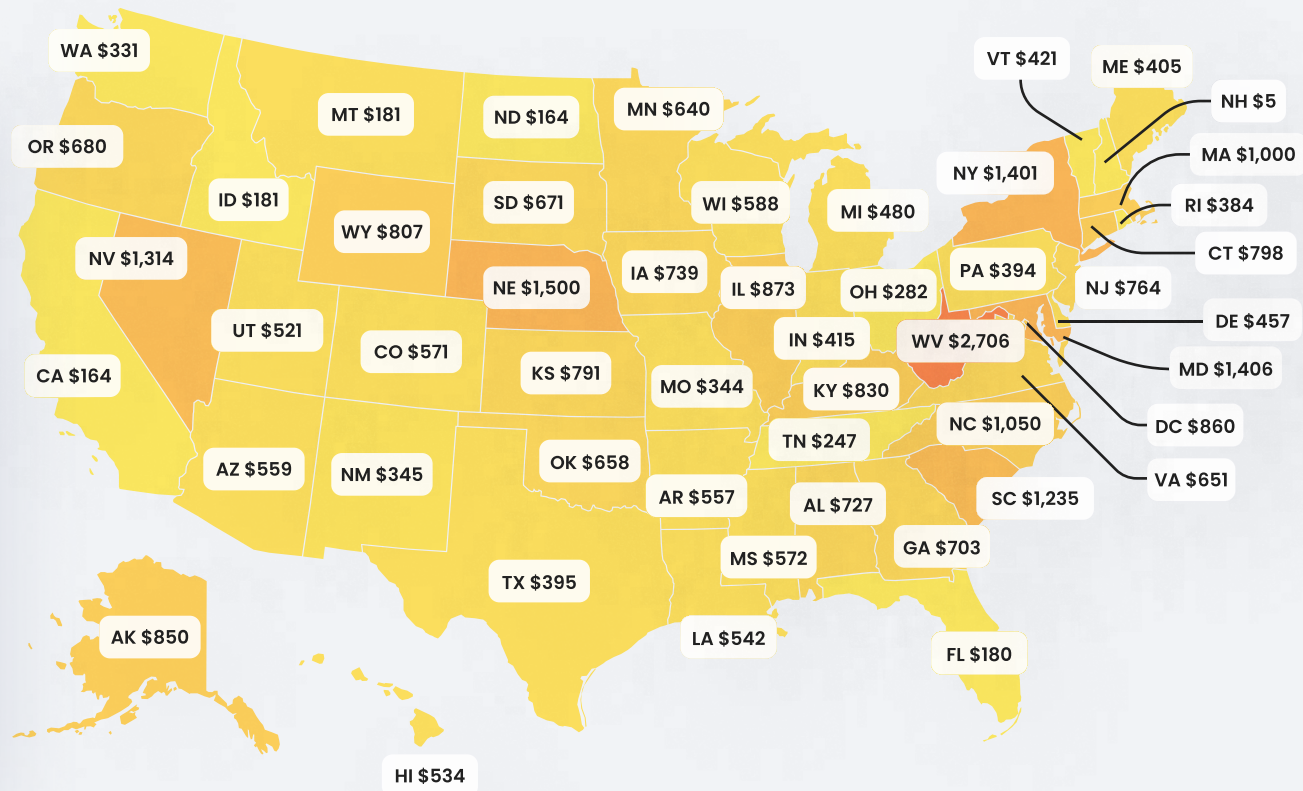 WA $331
VT $421
ME $405
NH $5
MT $181
ND $164
MN $640
OR $680
MA $1,000
NY $1,401
ID $181
SD $671
WI $588
MI $480
RI $384
WY $807
CT $798
NV $1,314
IA $739
PA $394
NE $1,500
IL $873
OH $282
NJ $764
UT $521
DE $457
CO $571
IN $415
WV $2,706
CA $164
KS $791
MO $344
KY $830
MD $1,406
NC $1,050
DC $860
TN $247
AZ $559
NM $345
OK $658
VA $651
AR $557
AL $727
SC $1,235
MS $572
GA $703
TX $395
AK $850
LA $542
FL $180
HI $534